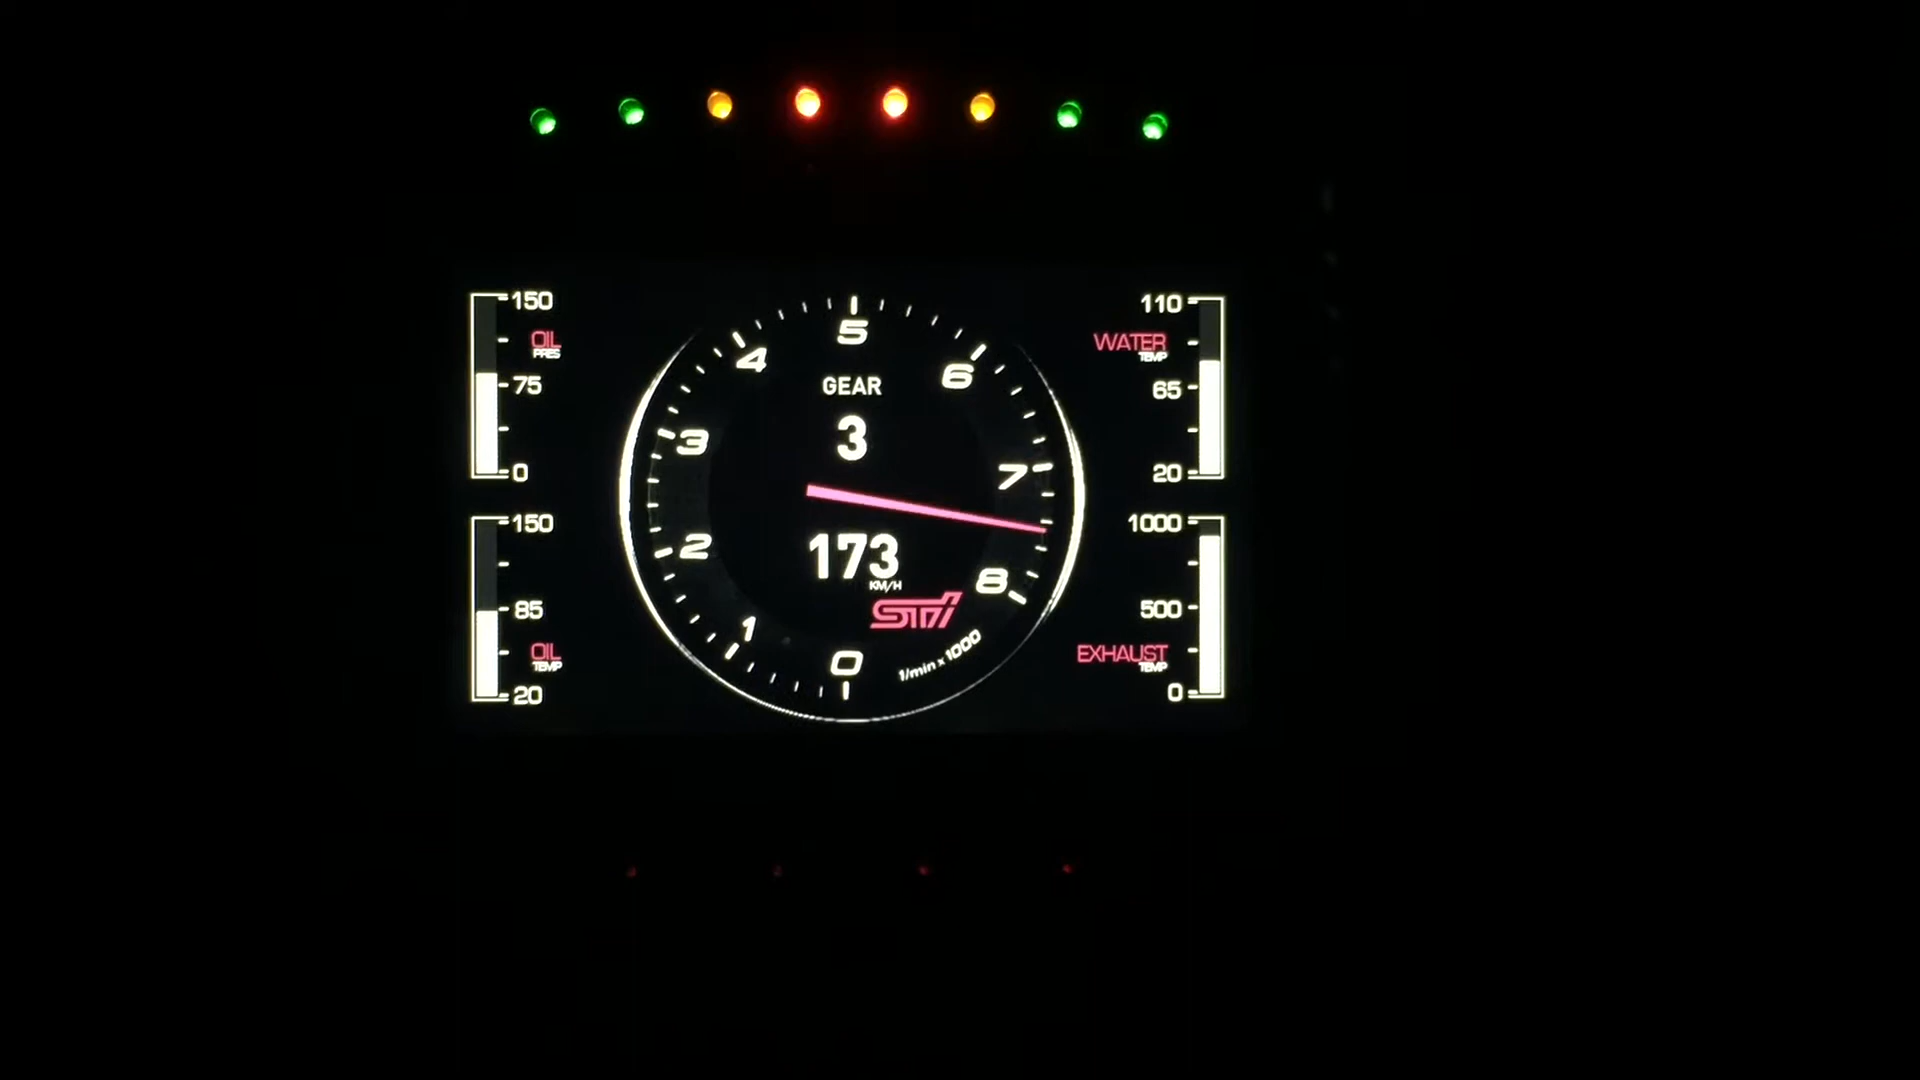 150
OIL
PRES
75
0
150
85
OIL
TEMP
20
5
4
6
GEAR
3
3
7
173
KM/H
2
8
STi
1
0
1/min x 1000
110
WATER
TEMP
65
20
1000
500
EXHAUST
TEMP
0